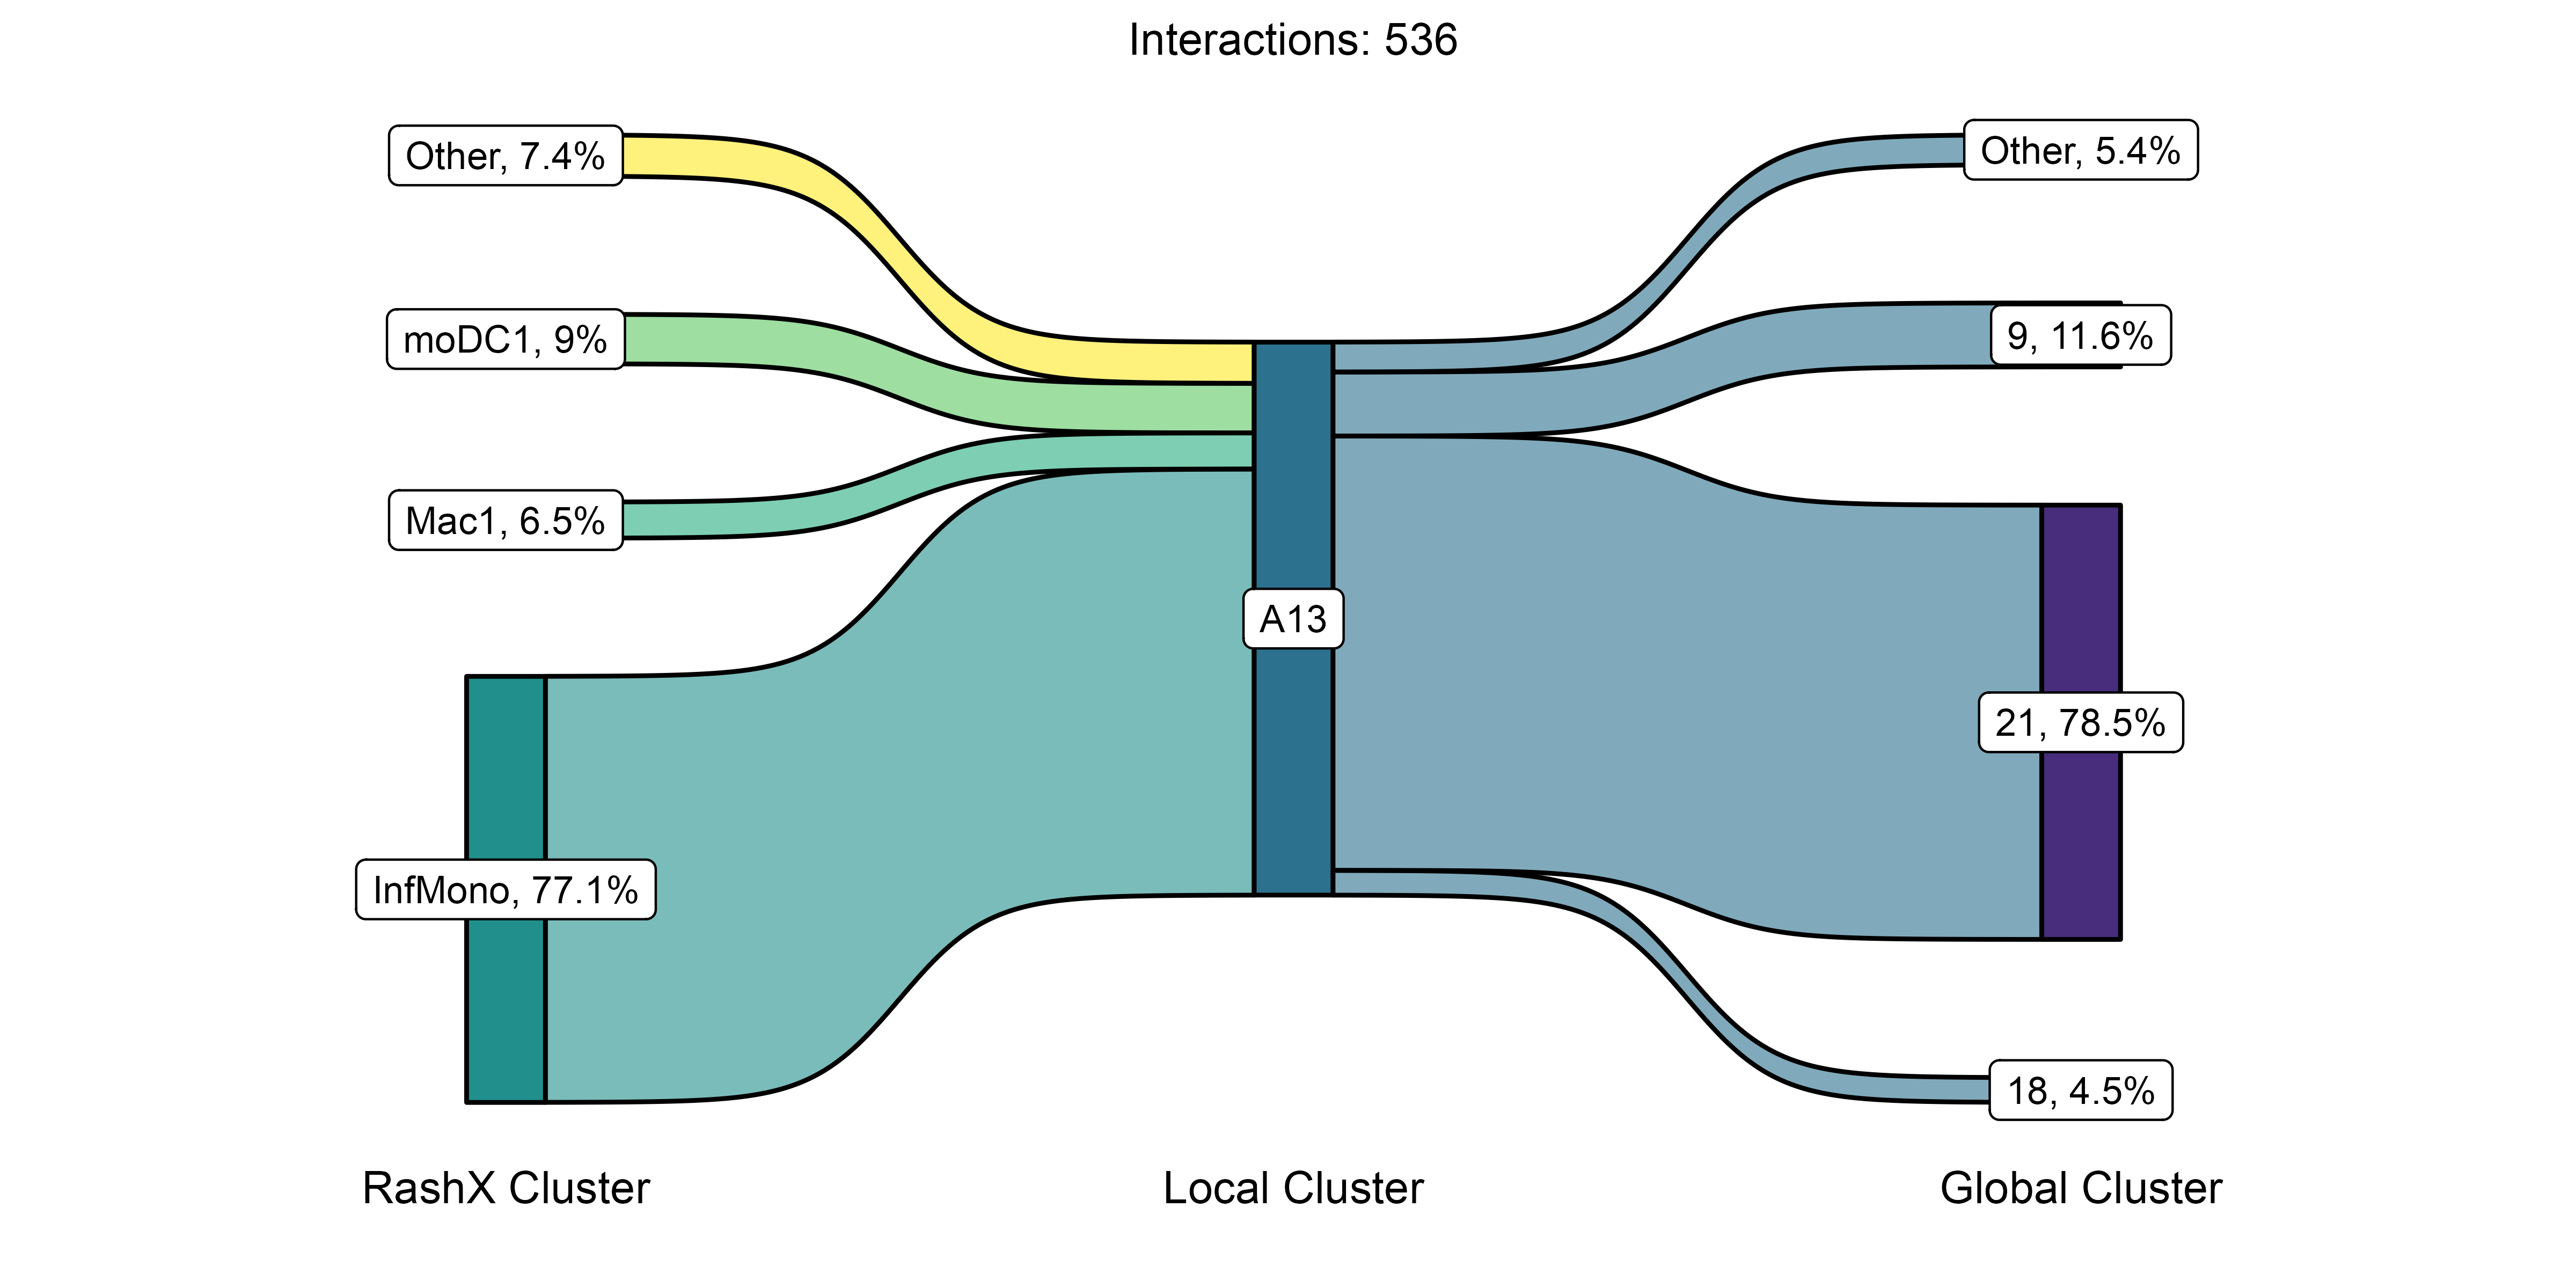 Interactions: 536
Other, 7.4%
moDC1, 9%
Mac1, 6.5%
InfMono, 77.1%
A13
Other, 5.4%
9, 11.6%
21, 78.5%
18, 4.5%
RashX Cluster
Local Cluster
Global Cluster